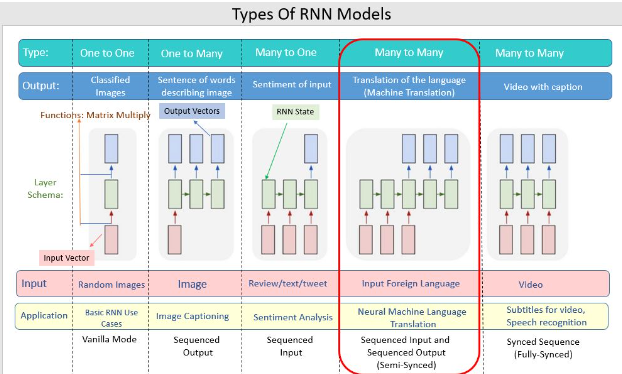 Types Of RNN Models
Type: One to One One to Many Many to One Many to Many Many to Many
Output: Classified Images Sentence of words describing image Sentiment of input Translation of the language (Machine Translation) Video with caption
Functions: Matrix Multiply
Output Vectors
RNN State
Layer Schema:
Input Vector
Input Random Images Image Review/text/tweet Input Foreign Language Video
Application Basic RNN Use Cases Image Captioning Sentiment Analysis Neural Machine Language Translation Subtitles for video, Speech recognition
Vanilla Mode Sequenced Output Sequenced Input Sequenced Input and Sequenced Output (Semi-Synced) Synced Sequence (Fully-Synced)